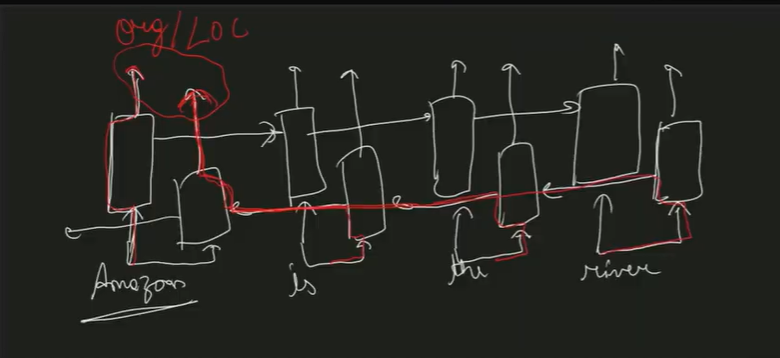 org/LOC
Amazon is the river